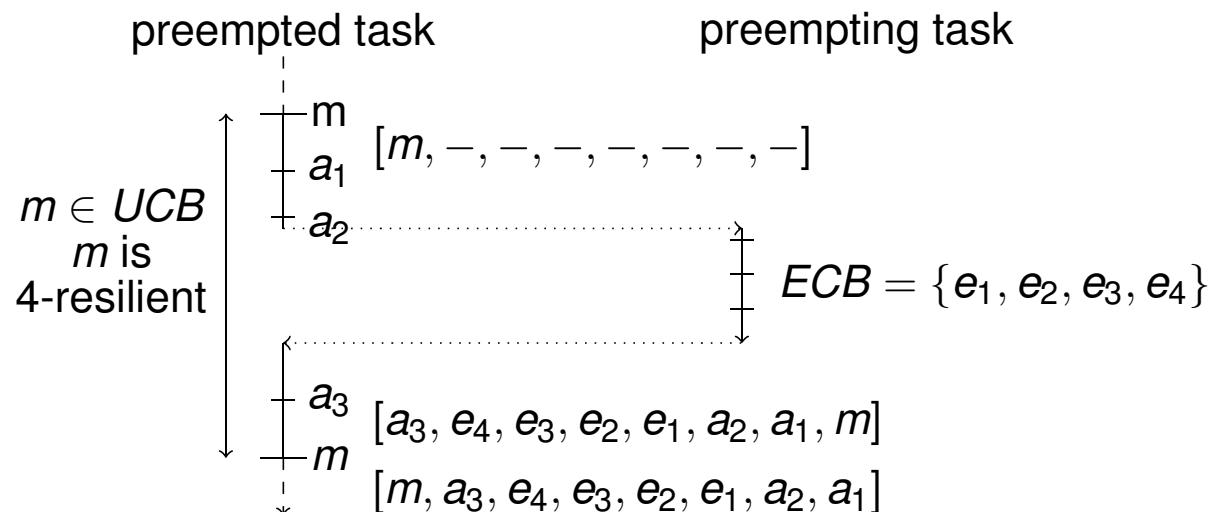 preempted task
preempting task
m
[m, −, −, −, −, −, −, −]
a₁
m ∈ UCB
m is
4-resilient
a₂
ECB = {e₁, e₂, e₃, e₄}
a₃
[a₃, e₄, e₃, e₂, e₁, a₂, a₁, m]
m
[m, a₃, e₄, e₃, e₂, e₁, a₂, a₁]